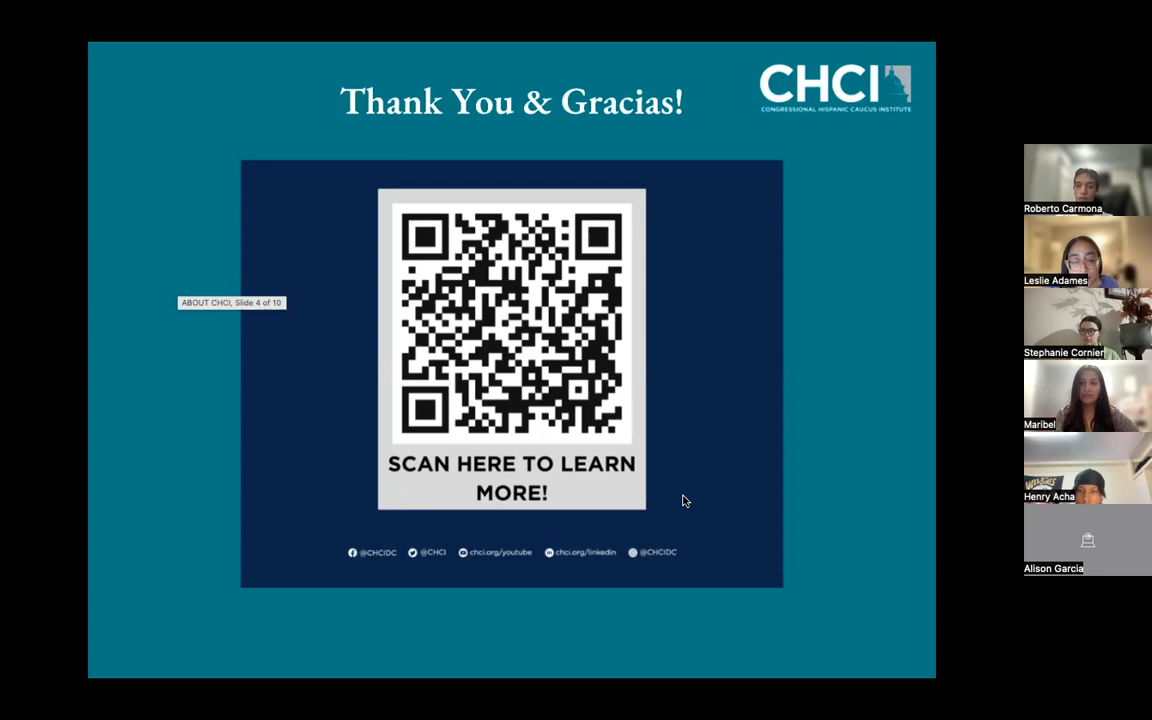 Thank You & Gracias!
CHCI
CONGRESSIONAL HISPANIC CAUCUS INSTITUTE
ABOUT CHCI, Slide 4 of 10
SCAN HERE TO LEARN
MORE!
@CHCIDC @CHCI chci.org/youtube chci.org/linkedin @CHCIDC
Roberto Carmona
Leslie Adames
Stephanie Cornier
Maribel
Henry Acha
Alison Garcia